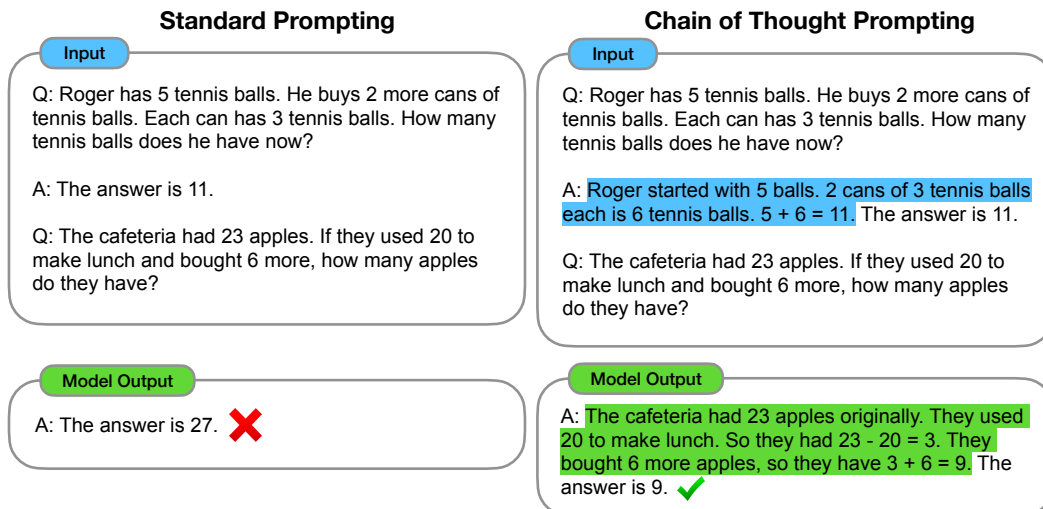 Standard Prompting
Input
Q: Roger has 5 tennis balls. He buys 2 more cans of
tennis balls. Each can has 3 tennis balls. How many
tennis balls does he have now?
A: The answer is 11.
Q: The cafeteria had 23 apples. If they used 20 to
make lunch and bought 6 more, how many apples
do they have?
Model Output
A: The answer is 27.
Chain of Thought Prompting
Input
Q: Roger has 5 tennis balls. He buys 2 more cans of
tennis balls. Each can has 3 tennis balls. How many
tennis balls does he have now?
A: Roger started with 5 balls. 2 cans of 3 tennis balls
each is 6 tennis balls. 5 + 6 = 11. The answer is 11.
Q: The cafeteria had 23 apples. If they used 20 to
make lunch and bought 6 more, how many apples
do they have?
Model Output
A: The cafeteria had 23 apples originally. They used
20 to make lunch. So they had 23 - 20 = 3. They
bought 6 more apples, so they have 3 + 6 = 9. The
answer is 9.